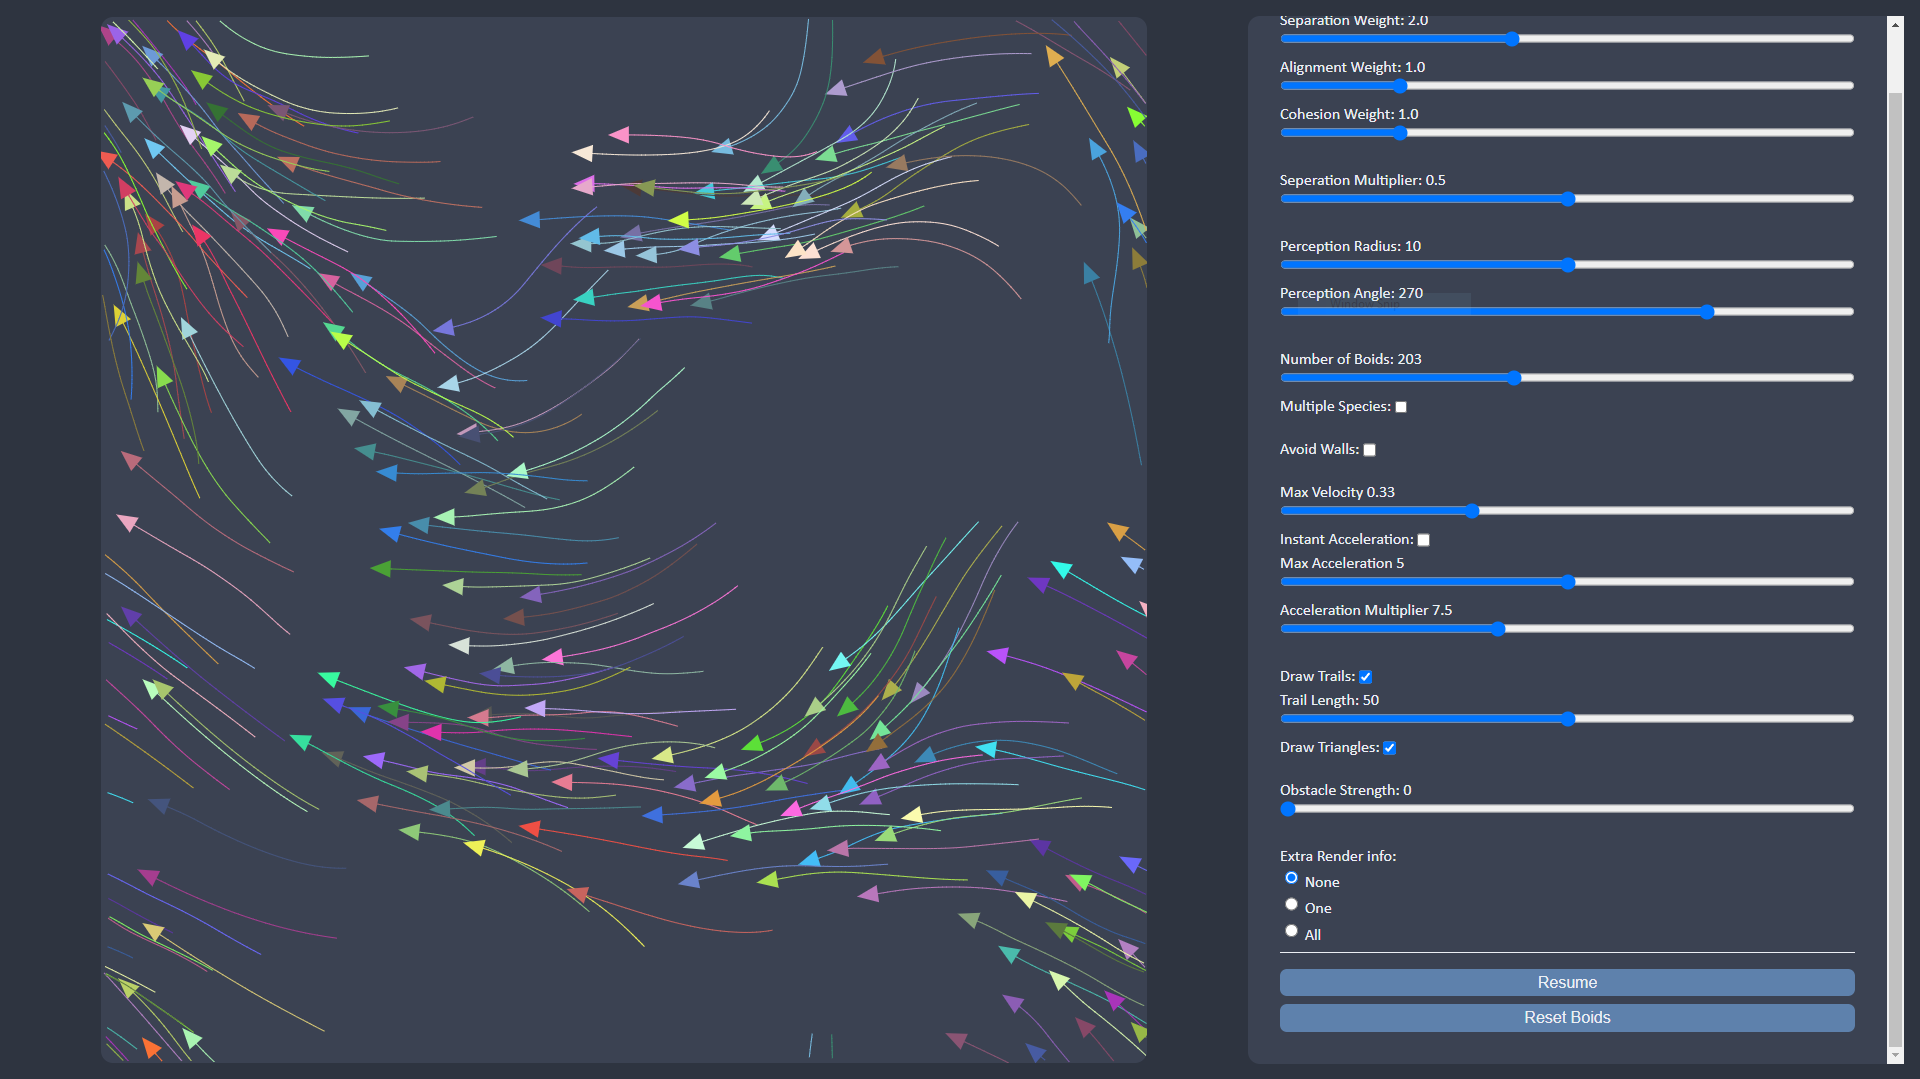 Separation Weight: 2.0
Alignment Weight: 1.0
Cohesion Weight: 1.0
Seperation Multiplier: 0.5
Perception Radius: 10
Perception Angle: 270
Number of Boids: 203
Multiple Species:
Avoid Walls:
Max Velocity 0.33
Instant Acceleration:
Max Acceleration 5
Acceleration Multiplier 7.5
Draw Trails:
Trail Length: 50
Draw Triangles:
Obstacle Strength: 0
Extra Render info:
None
One
All
Resume
Reset Boids